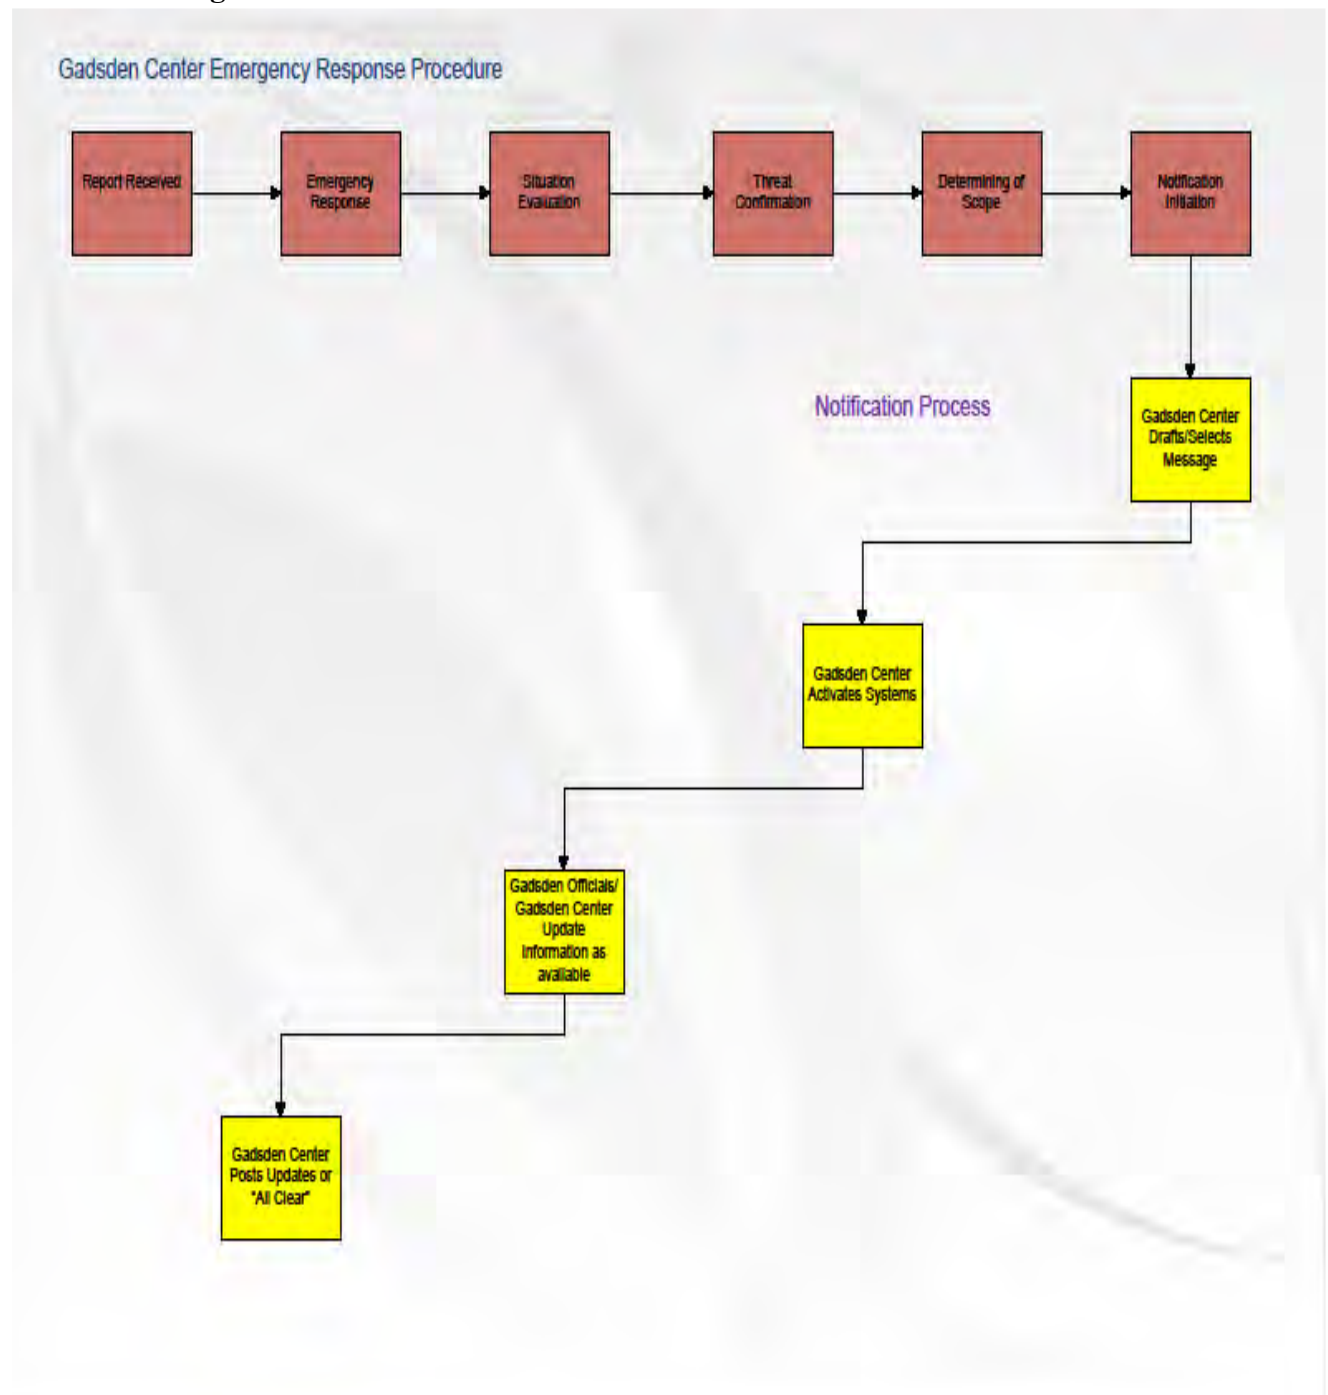 Gadsden Center Emergency Response Procedure
Report Received
Emergency
Response
Situation
Evaluation
Threat
Confirmation
Determining of
Scope
Notification
Initiation
Notification Process
Gadsden Center
Drafts/Selects
Message
Gadsden Center
Activates Systems
Gadsden Officials/
Gadsden Center
Update
Information as
available
Gadsden Center
Posts Updates or
"All Clear"